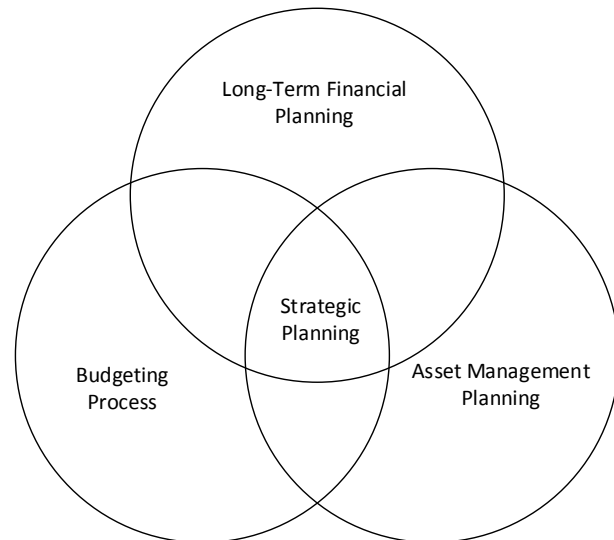 Long-Term Financial
Planning
Strategic
Planning
Budgeting
Process
Asset Management
Planning